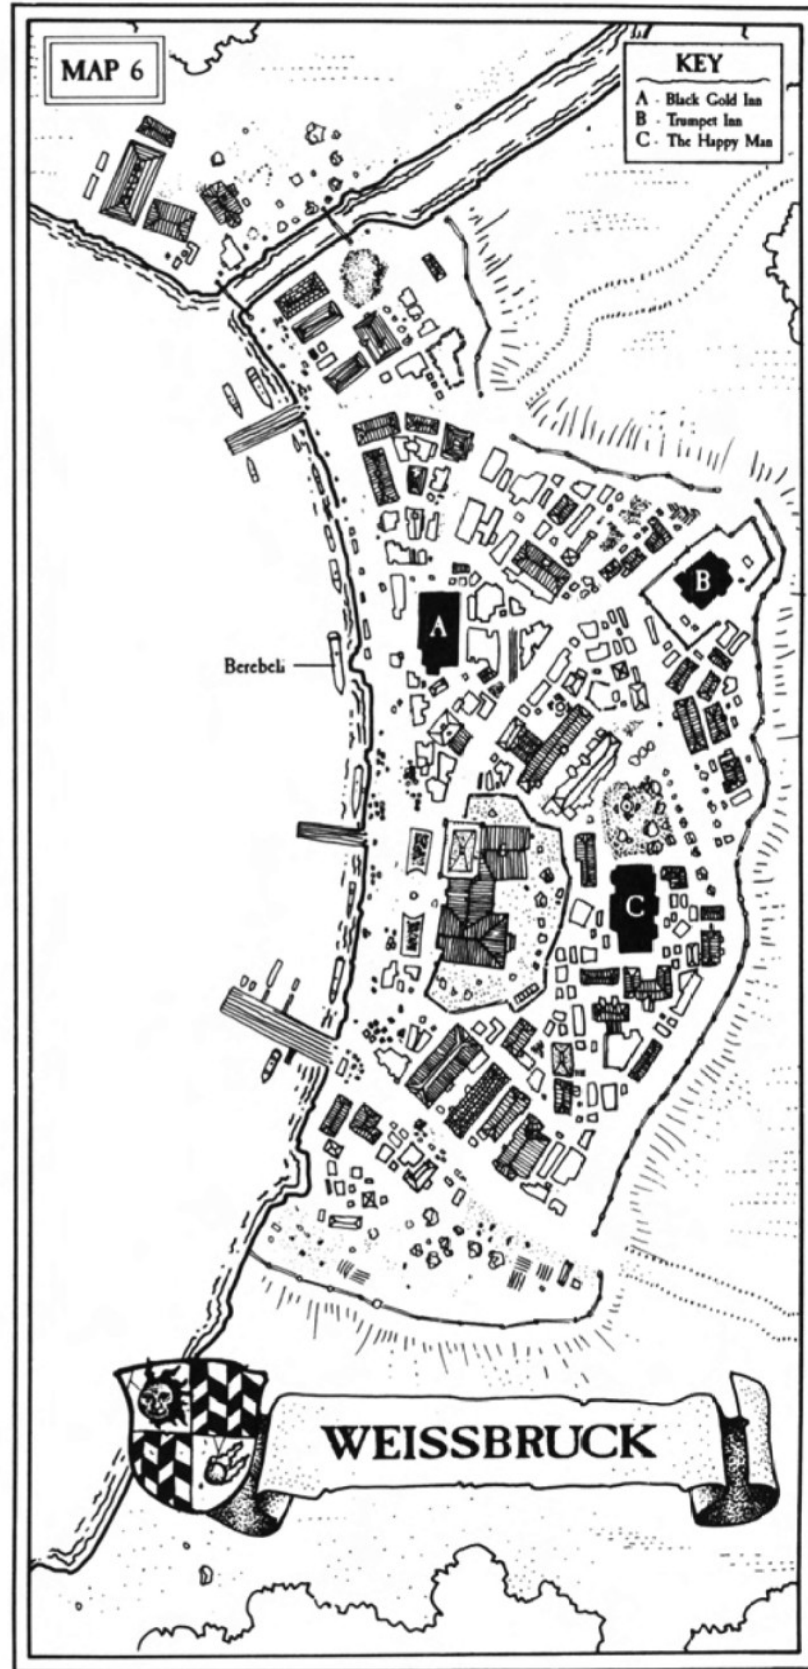 MAP 6
KEY
A - Black Gold Inn
B - Trumpet Inn
C - The Happy Man
B
A
Berebeli
C
WEISSBRUCK